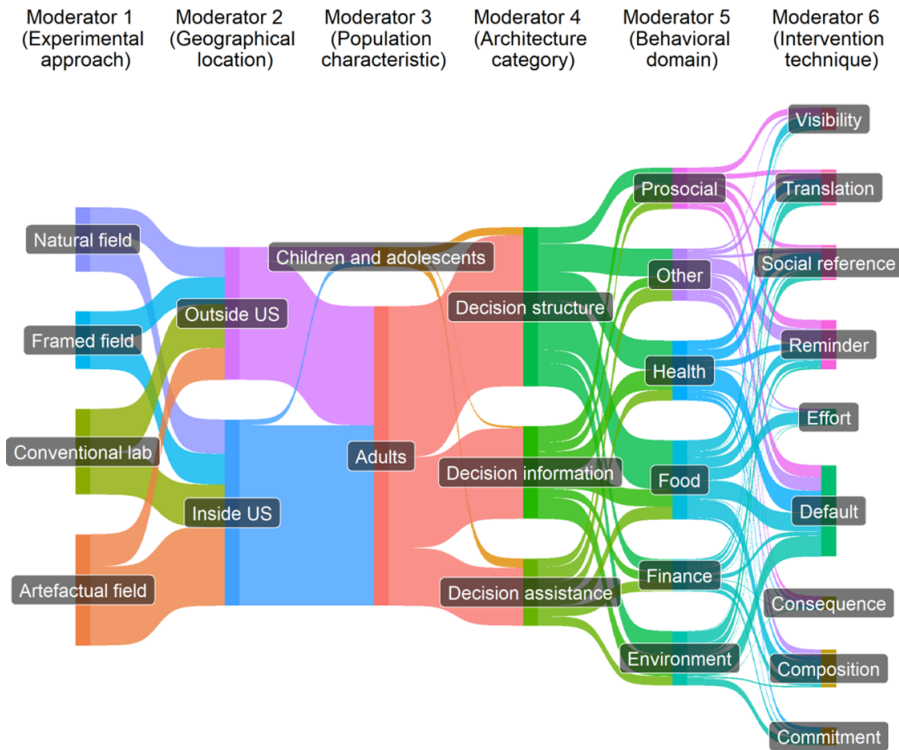 Moderator 1 Moderator 2 Moderator 3 Moderator 4 Moderator 5 Moderator 6
(Experimental (Geographical (Population (Architecture (Behavioral (Intervention
approach) location) characteristic) category) domain) technique)
Natural field
Framed field
Conventional lab
Artefactual field
Outside US
Inside US
Children and adolescents
Adults
Decision structure
Decision information
Decision assistance
Prosocial
Other
Health
Food
Finance
Environment
Visibility
Translation
Social reference
Reminder
Effort
Default
Consequence
Composition
Commitment